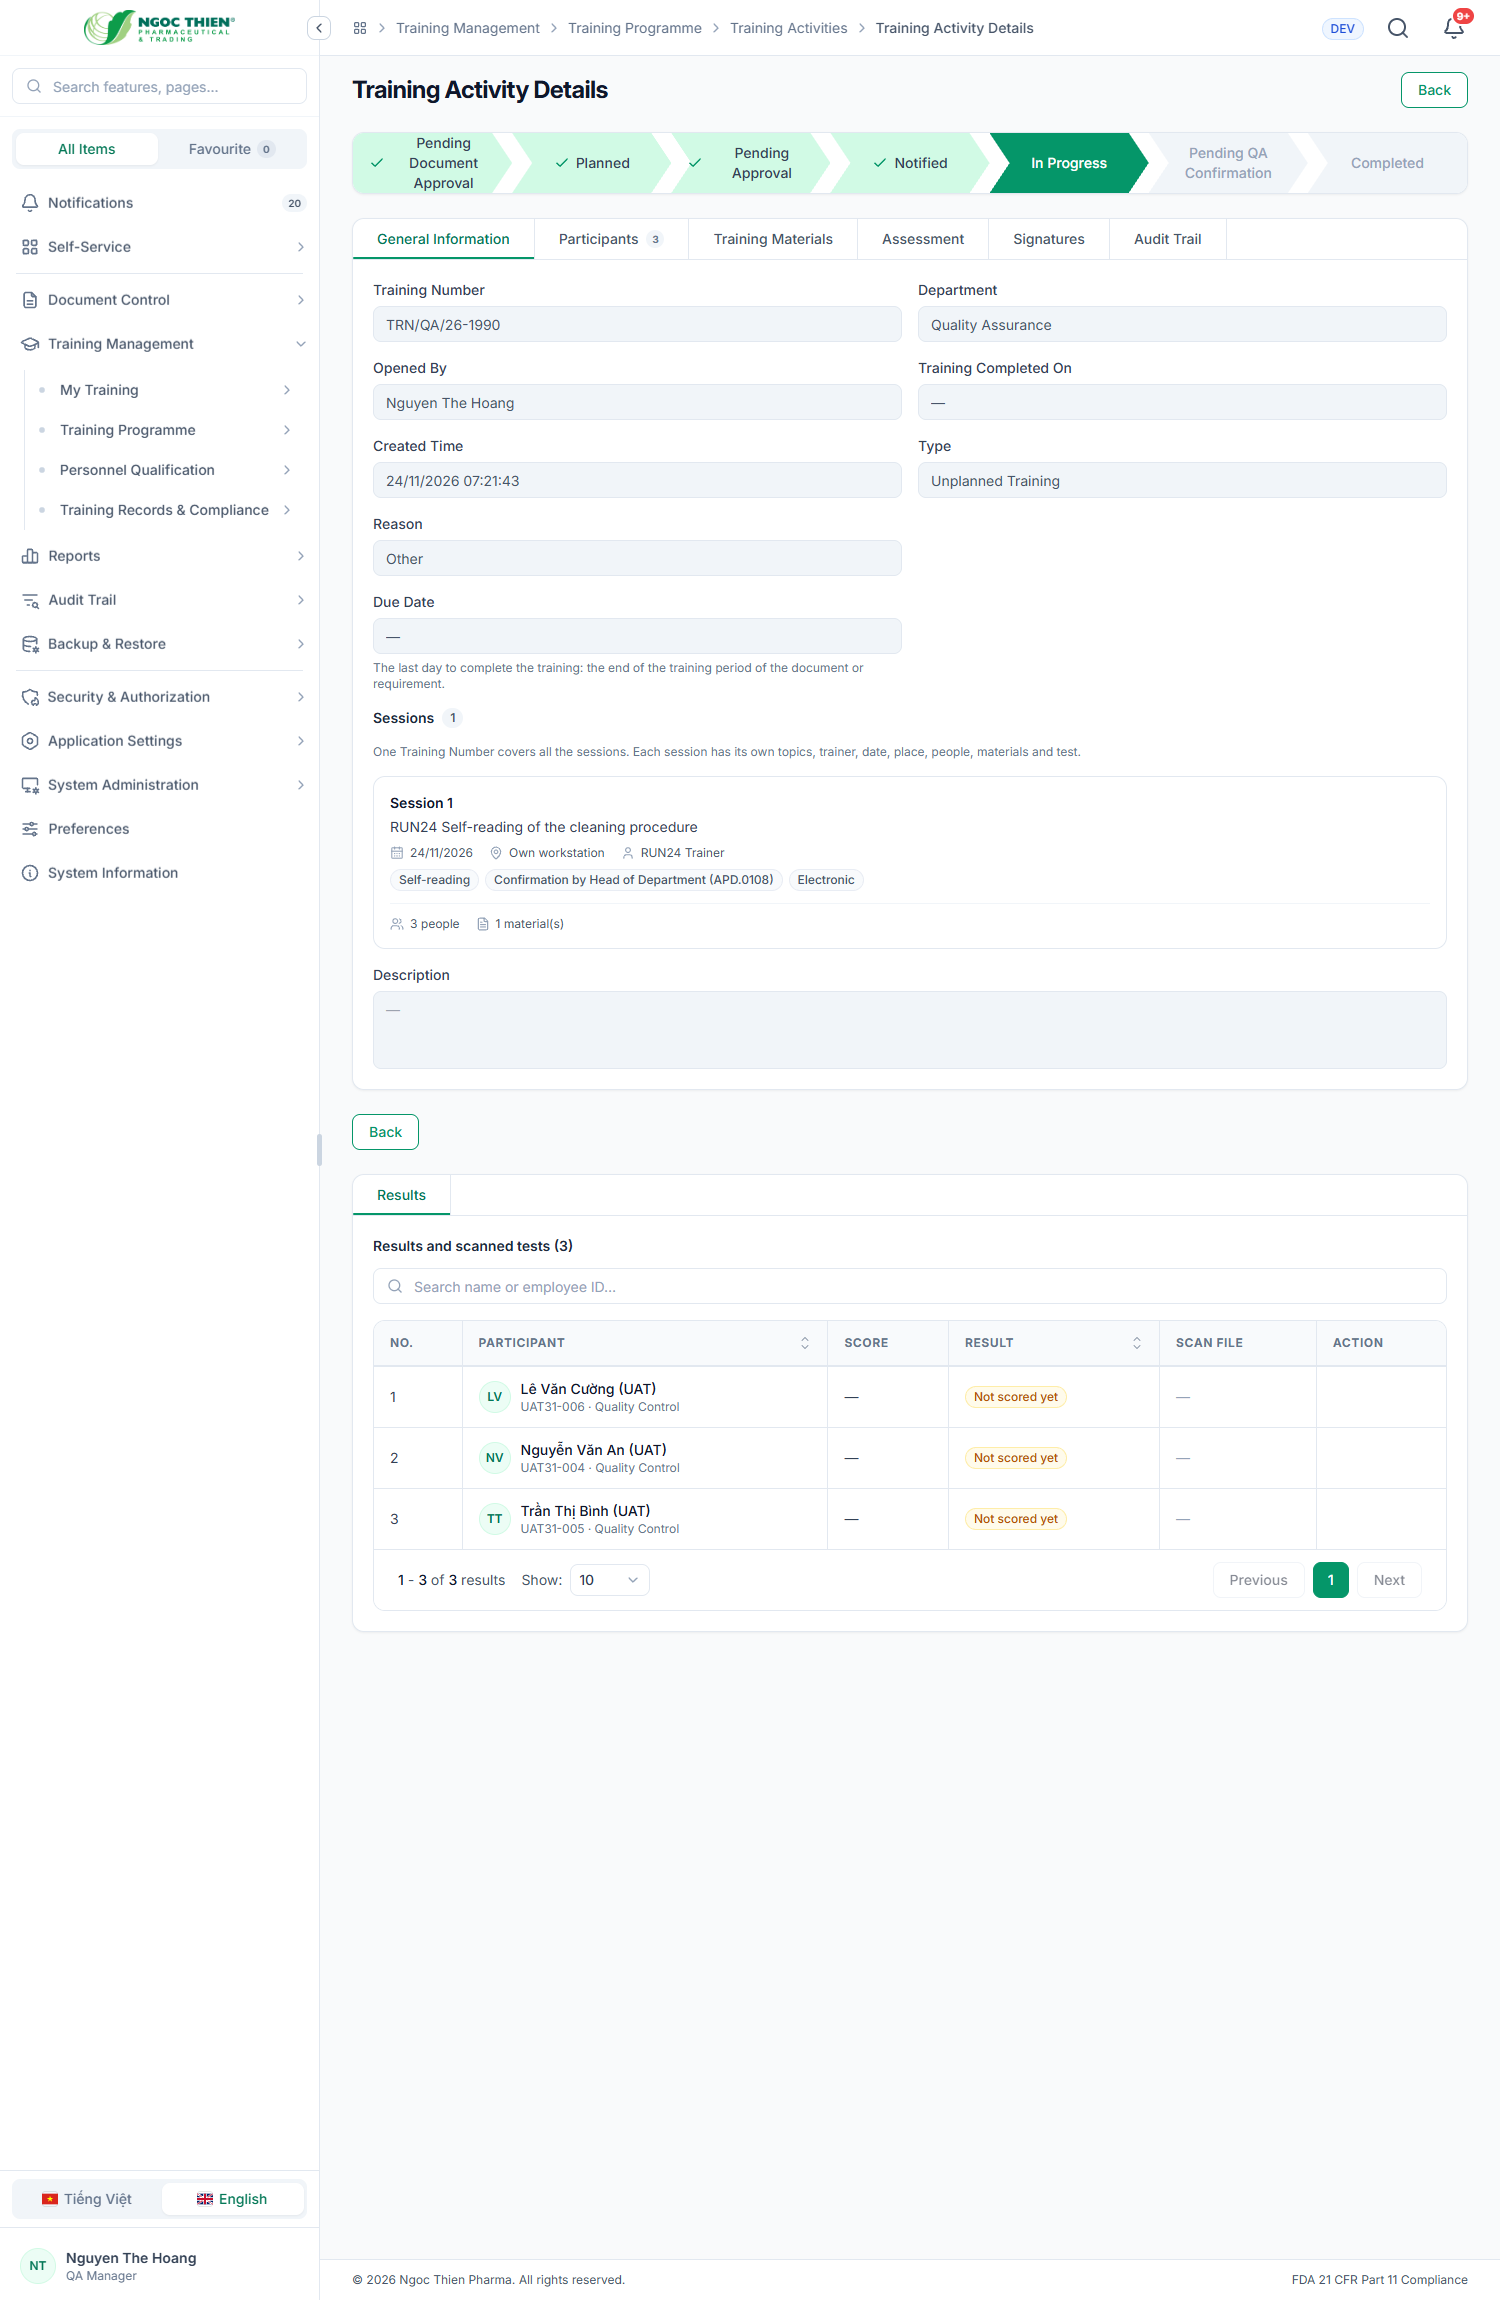 NGOC THIEN®
PHARMACEUTICAL
& TRADING
Training Management
Training Programme
Training Activities
Training Activity Details
DEV
9+
Search features, pages...
All Items
Favourite 0
Notifications 20
Self-Service
Document Control
Training Management
My Training
Training Programme
Personnel Qualification
Training Records & Compliance
Reports
Audit Trail
Backup & Restore
Security & Authorization
Application Settings
System Administration
Preferences
System Information
Tiếng Việt
English
NT
Nguyen The Hoang
QA Manager
Training Activity Details
Back
Pending
Document
Approval
Planned
Pending
Approval
Notified
In Progress
Pending QA
Confirmation
Completed
General Information
Participants 3
Training Materials
Assessment
Signatures
Audit Trail
Training Number
TRN/QA/26-1990
Department
Quality Assurance
Opened By
Nguyen The Hoang
Training Completed On
—
Created Time
24/11/2026 07:21:43
Type
Unplanned Training
Reason
Other
Due Date
—
The last day to complete the training: the end of the training period of the document or
requirement.
Sessions 1
One Training Number covers all the sessions. Each session has its own topics, trainer, date, place, people, materials and test.
Session 1
RUN24 Self-reading of the cleaning procedure
24/11/2026 Own workstation RUN24 Trainer
Self-reading Confirmation by Head of Department (APD.0108) Electronic
3 people 1 material(s)
Description
—
Back
Results
Results and scanned tests (3)
Search name or employee ID...
NO. PARTICIPANT SCORE RESULT SCAN FILE ACTION
1 LV Lê Văn Cường (UAT) — Not scored yet —
UAT31-006 · Quality Control
2 NV Nguyễn Văn An (UAT) — Not scored yet —
UAT31-004 · Quality Control
3 TT Trần Thị Bình (UAT) — Not scored yet —
UAT31-005 · Quality Control
1 - 3 of 3 results Show: 10 Previous 1 Next
© 2026 Ngoc Thien Pharma. All rights reserved.
FDA 21 CFR Part 11 Compliance